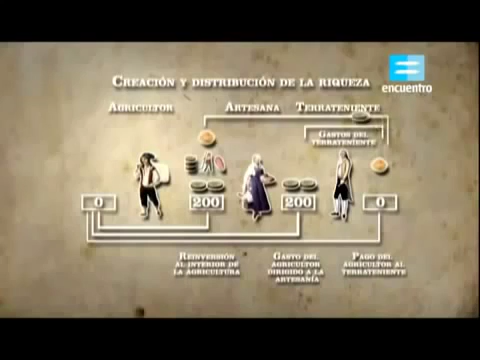 encuentro
CREACIÓN Y DISTRIBUCIÓN DE LA RIQUEZA
AGRICULTOR
ARTESANA
TERRATENIENTE
GASTOS DEL
TERRATENIENTE
0
200
200
0
REINVERSIÓN
AL INTERIOR DE
LA AGRICULTURA
GASTO DEL
AGRICULTOR
DIRIGIDO A LA
ARTESANÍA
PAGO DEL
AGRICULTOR AL
TERRATENIENTE